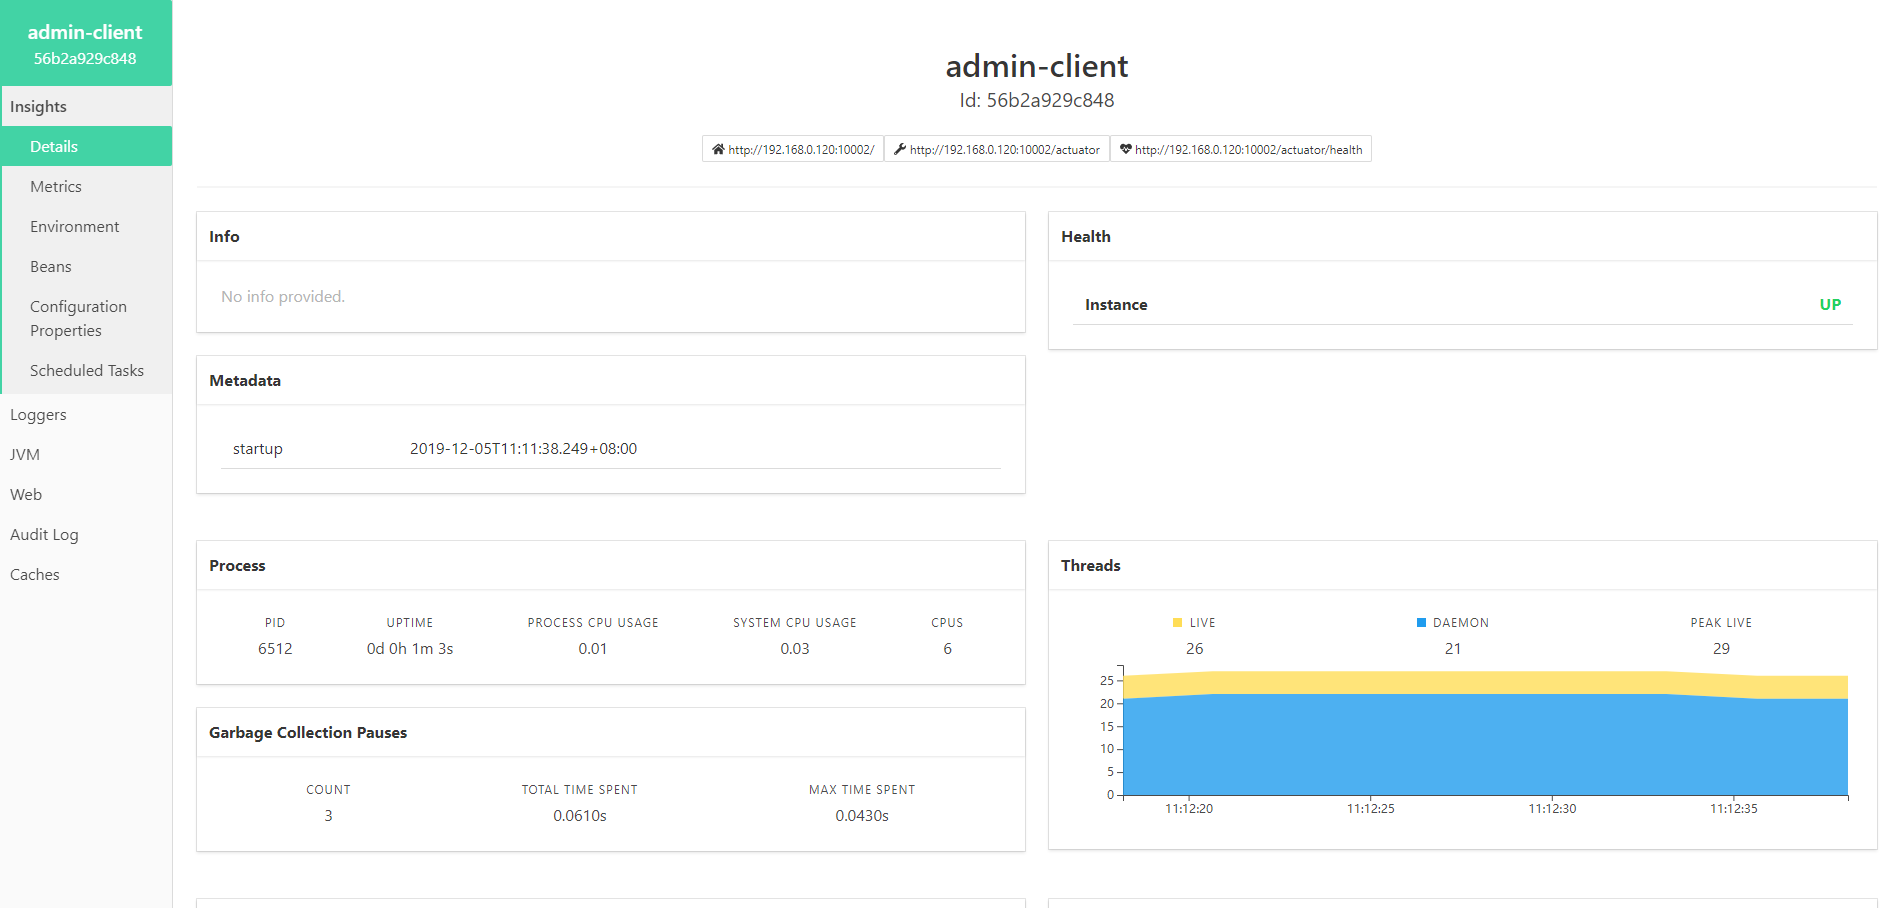 admin-client
56b2a929c848
Insights
Details
Metrics
Environment
Beans
Configuration
Properties
Scheduled Tasks
Loggers
JVM
Web
Audit Log
Caches
admin-client
Id: 56b2a929c848
http://192.168.0.120:10002/ http://192.168.0.120:10002/actuator http://192.168.0.120:10002/actuator/health
Info
No info provided.
Health
Instance UP
Metadata
startup 2019-12-05T11:11:38.249+08:00
Process
PID UPTIME PROCESS CPU USAGE SYSTEM CPU USAGE CPUS
6512 0d 0h 1m 3s 0.01 0.03 6
Garbage Collection Pauses
COUNT TOTAL TIME SPENT MAX TIME SPENT
3 0.0610s 0.0430s
Threads
LIVE DAEMON PEAK LIVE
26 21 29
25
20
15
10
5
0
11:12:20 11:12:25 11:12:30 11:12:35